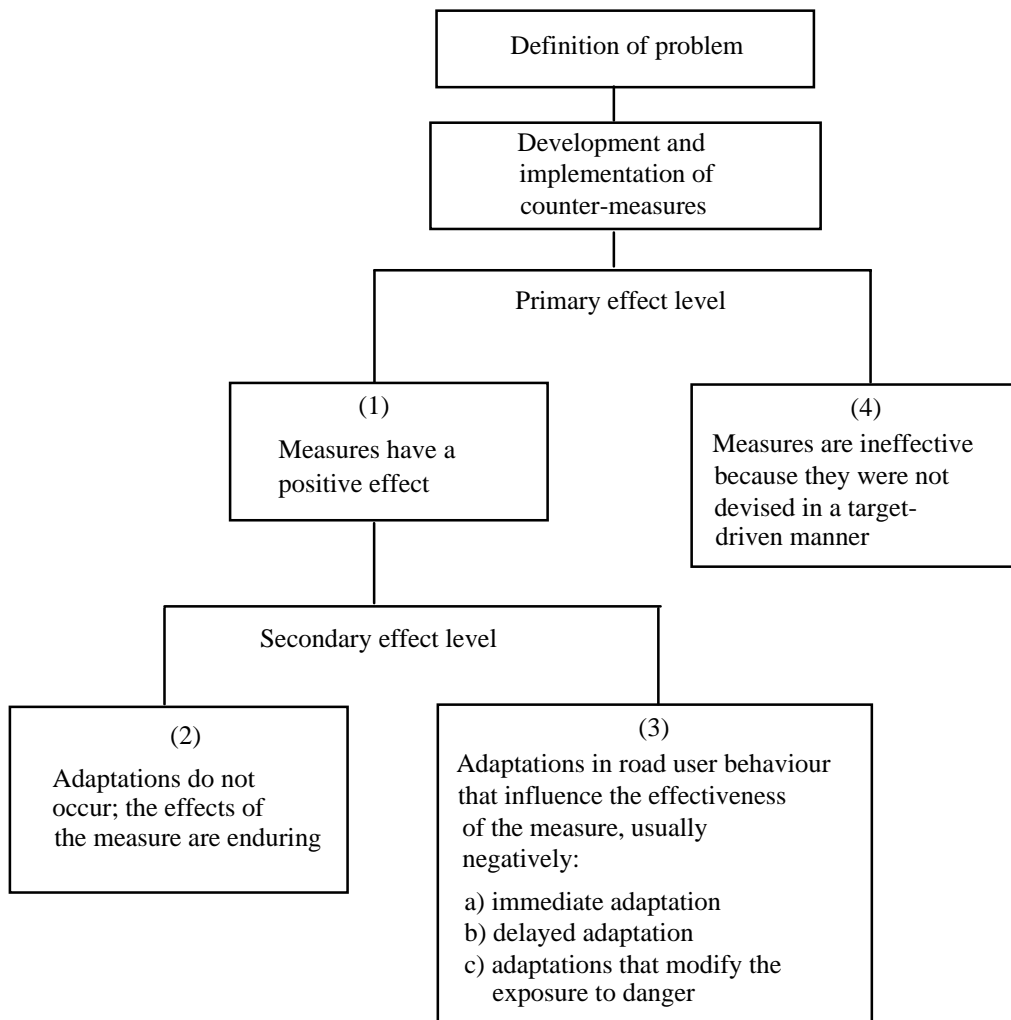 Definition of problem
Development and
implementation of
counter-measures
Primary effect level
(1)
Measures have a
positive effect
(4)
Measures are ineffective
because they were not
devised in a target-
driven manner
Secondary effect level
(2)
Adaptations do not
occur; the effects of
the measure are enduring
(3)
Adaptations in road user behaviour
that influence the effectiveness
of the measure, usually
negatively:
a) immediate adaptation
b) delayed adaptation
c) adaptations that modify the
exposure to danger